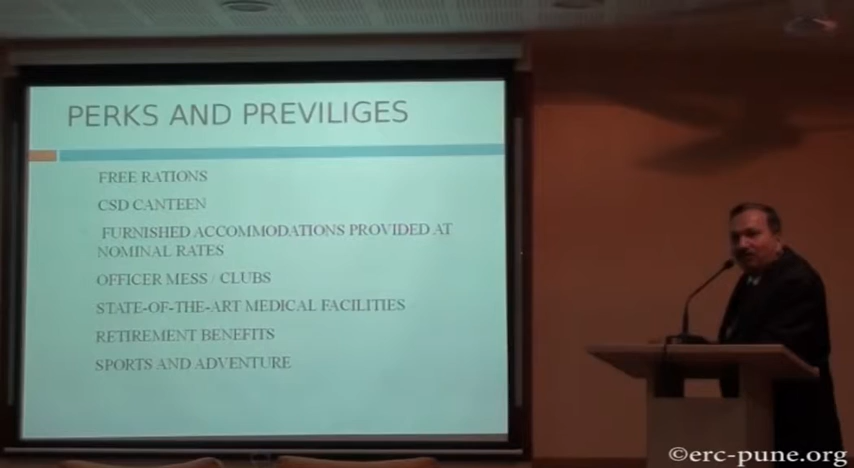 PERKS AND PREVILIGES
FREE RATIONS
CSD CANTEEN
FURNISHED ACCOMMODATIONS PROVIDED AT
NOMINAL RATES
OFFICER MESS / CLUBS
STATE-OF-THE-ART MEDICAL FACILITIES
RETIREMENT BENEFITS
SPORTS AND ADVENTURE
©erc-pune.org